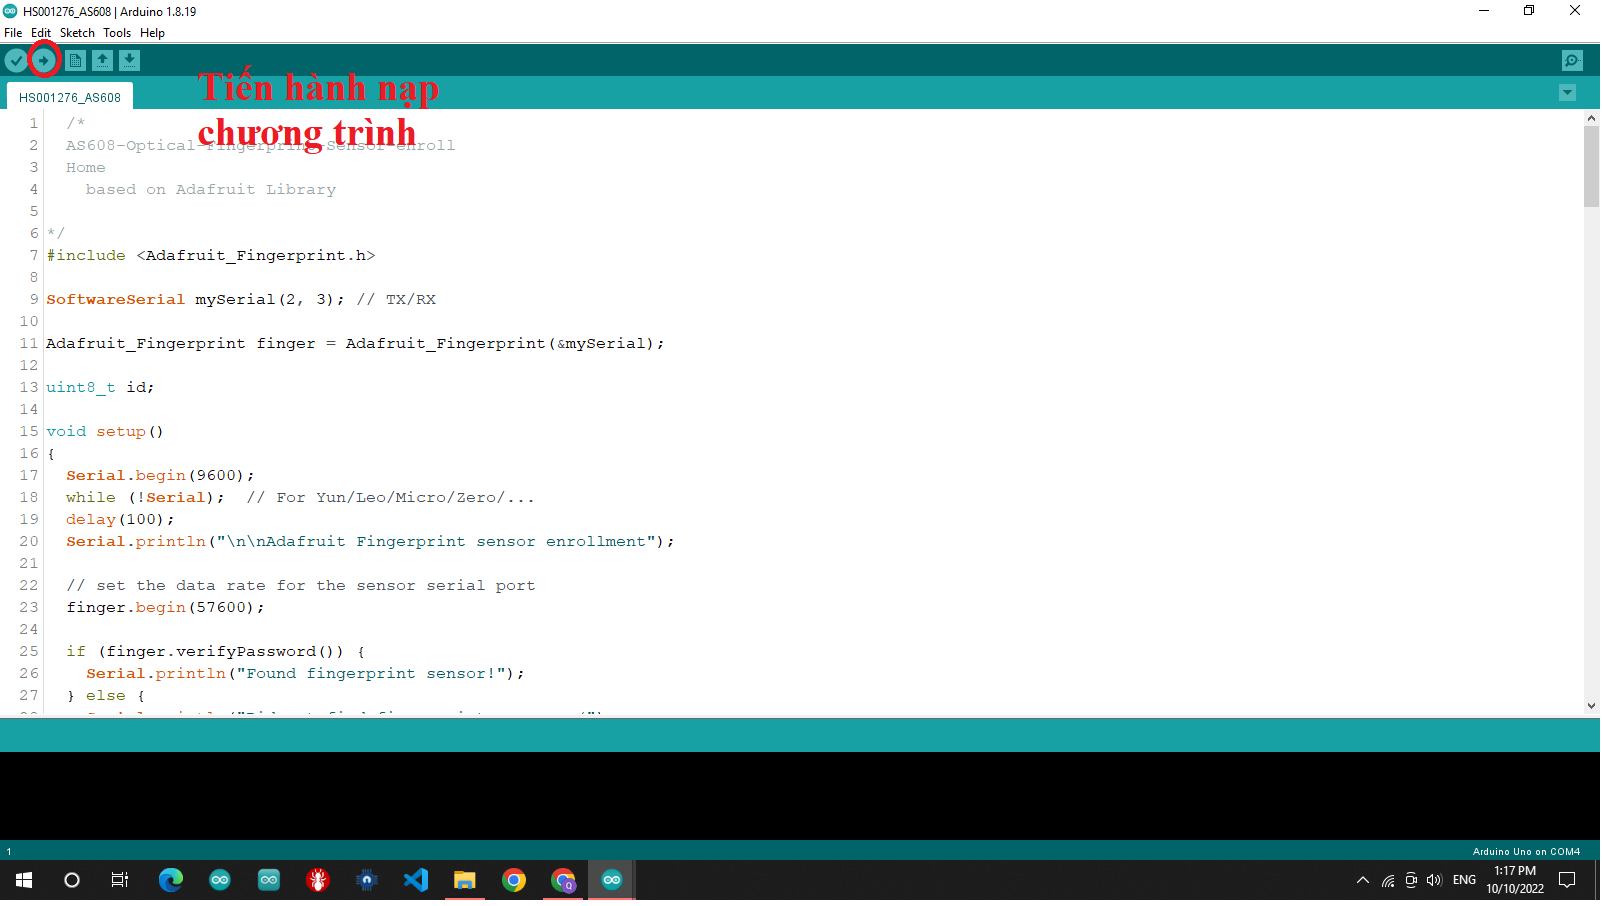 HS001276_AS608 | Arduino 1.8.19
File Edit Sketch Tools Help
Tiến hành nạp
chương trình
HS001276_AS608
1 /*
2 AS608-Optical-Fingerprint-Sensor-enroll
3 Home
4 based on Adafruit Library
5
6 */
7 #include <Adafruit_Fingerprint.h>
8
9 SoftwareSerial mySerial(2, 3); // TX/RX
10
11 Adafruit_Fingerprint finger = Adafruit_Fingerprint(&mySerial);
12
13 uint8_t id;
14
15 void setup()
16 {
17 Serial.begin(9600);
18 while (!Serial); // For Yun/Leo/Micro/Zero/...
19 delay(100);
20 Serial.println("\n\nAdafruit Fingerprint sensor enrollment");
21
22 // set the data rate for the sensor serial port
23 finger.begin(57600);
24
25 if (finger.verifyPassword()) {
26 Serial.println("Found fingerprint sensor!");
27 } else {
1
Arduino Uno on COM4
Q
ENG
1:17 PM
10/10/2022